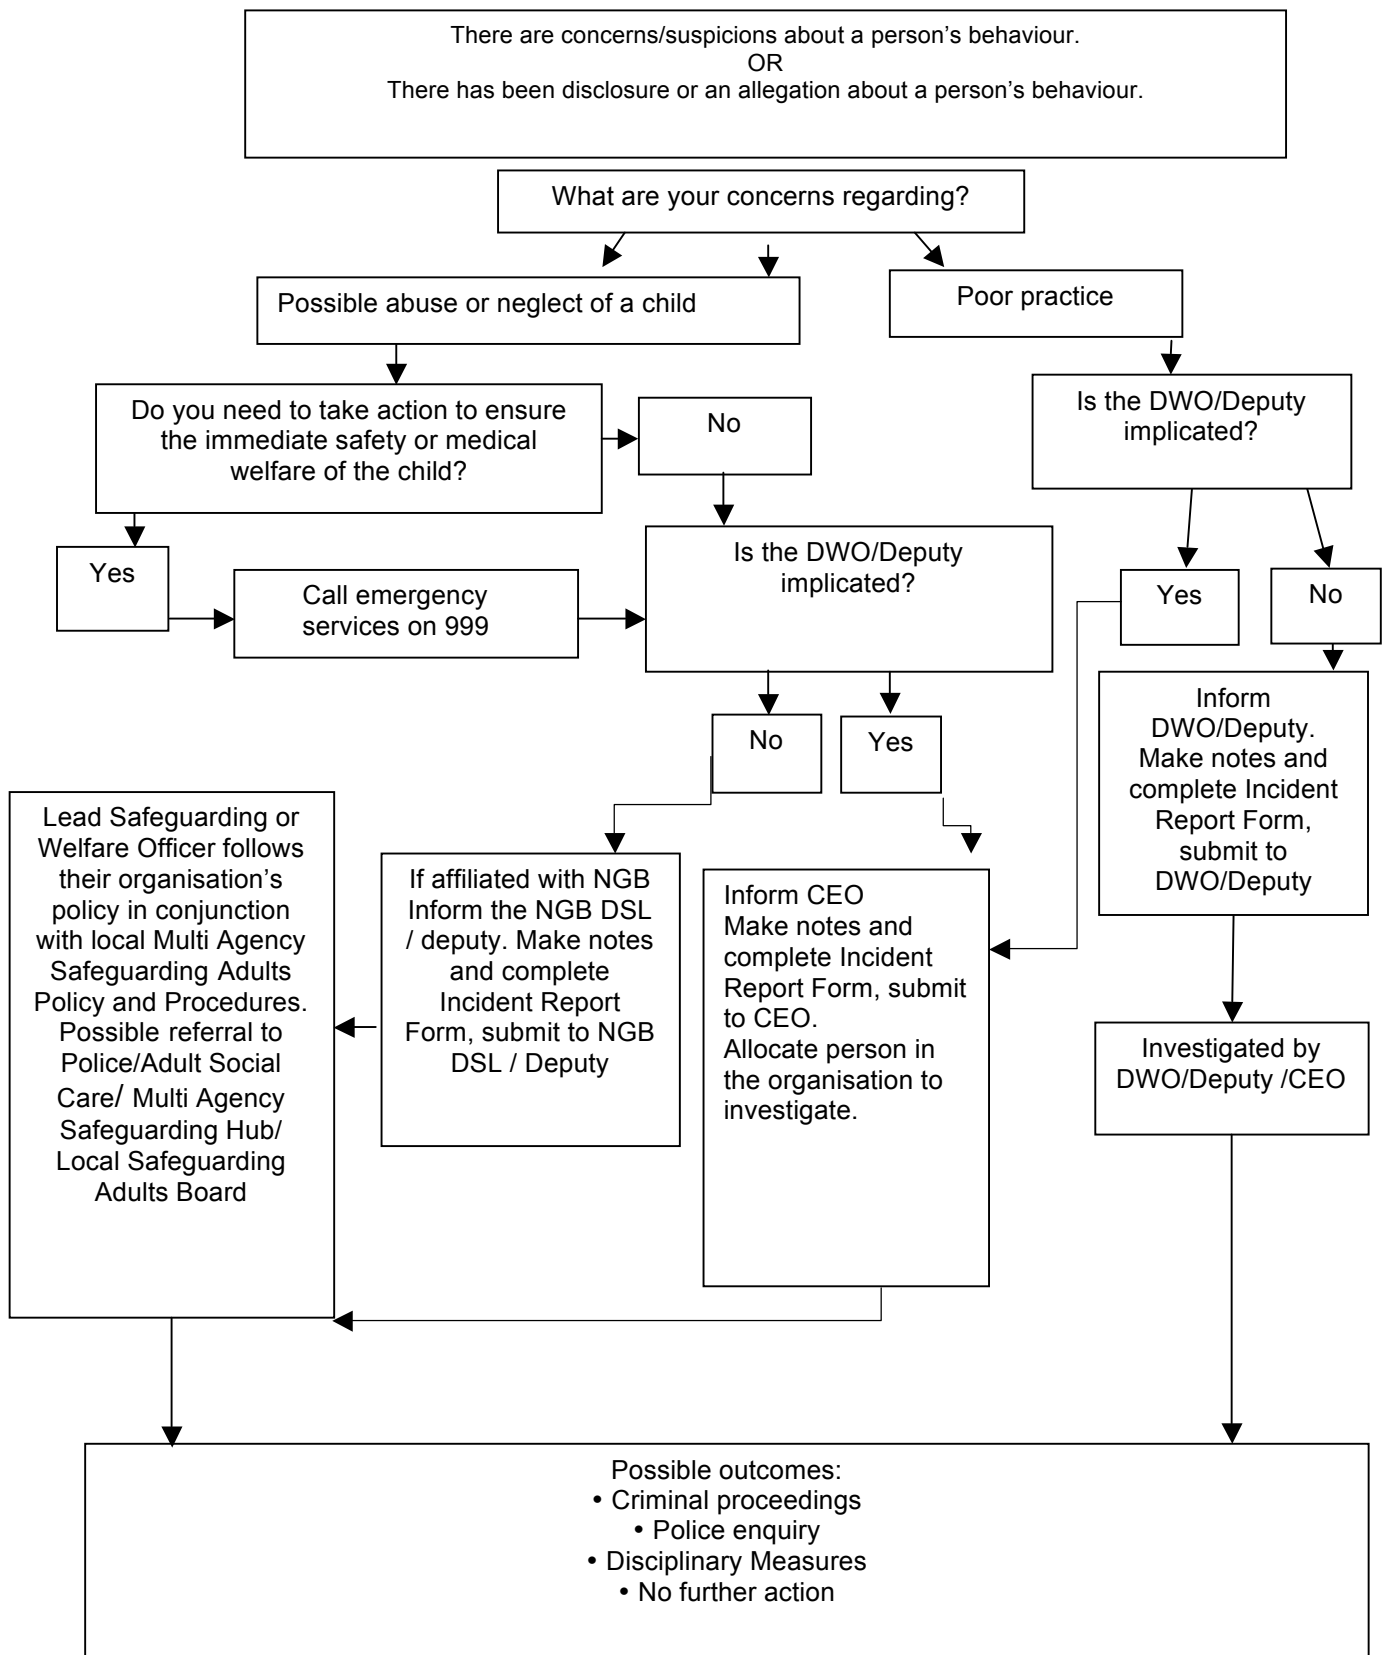 There are concerns/suspicions about a person’s behaviour.
OR
There has been disclosure or an allegation about a person’s behaviour.
What are your concerns regarding?
Possible abuse or neglect of a child
Poor practice
Do you need to take action to ensure
the immediate safety or medical
welfare of the child?
No
Is the DWO/Deputy
implicated?
Yes
Call emergency
services on 999
Is the DWO/Deputy
implicated?
Yes
No
No
Yes
Inform
DWO/Deputy.
Make notes and
complete Incident
Report Form,
submit to
DWO/Deputy
Lead Safeguarding or
Welfare Officer follows
their organisation’s
policy in conjunction
with local Multi Agency
Safeguarding Adults
Policy and Procedures.
Possible referral to
Police/Adult Social
Care/ Multi Agency
Safeguarding Hub/
Local Safeguarding
Adults Board
If affiliated with NGB
Inform the NGB DSL
/ deputy. Make notes
and complete
Incident Report
Form, submit to NGB
DSL / Deputy
Inform CEO
Make notes and
complete Incident
Report Form, submit
to CEO.
Allocate person in
the organisation to
investigate.
Investigated by
DWO/Deputy /CEO
Possible outcomes:
• Criminal proceedings
• Police enquiry
• Disciplinary Measures
• No further action